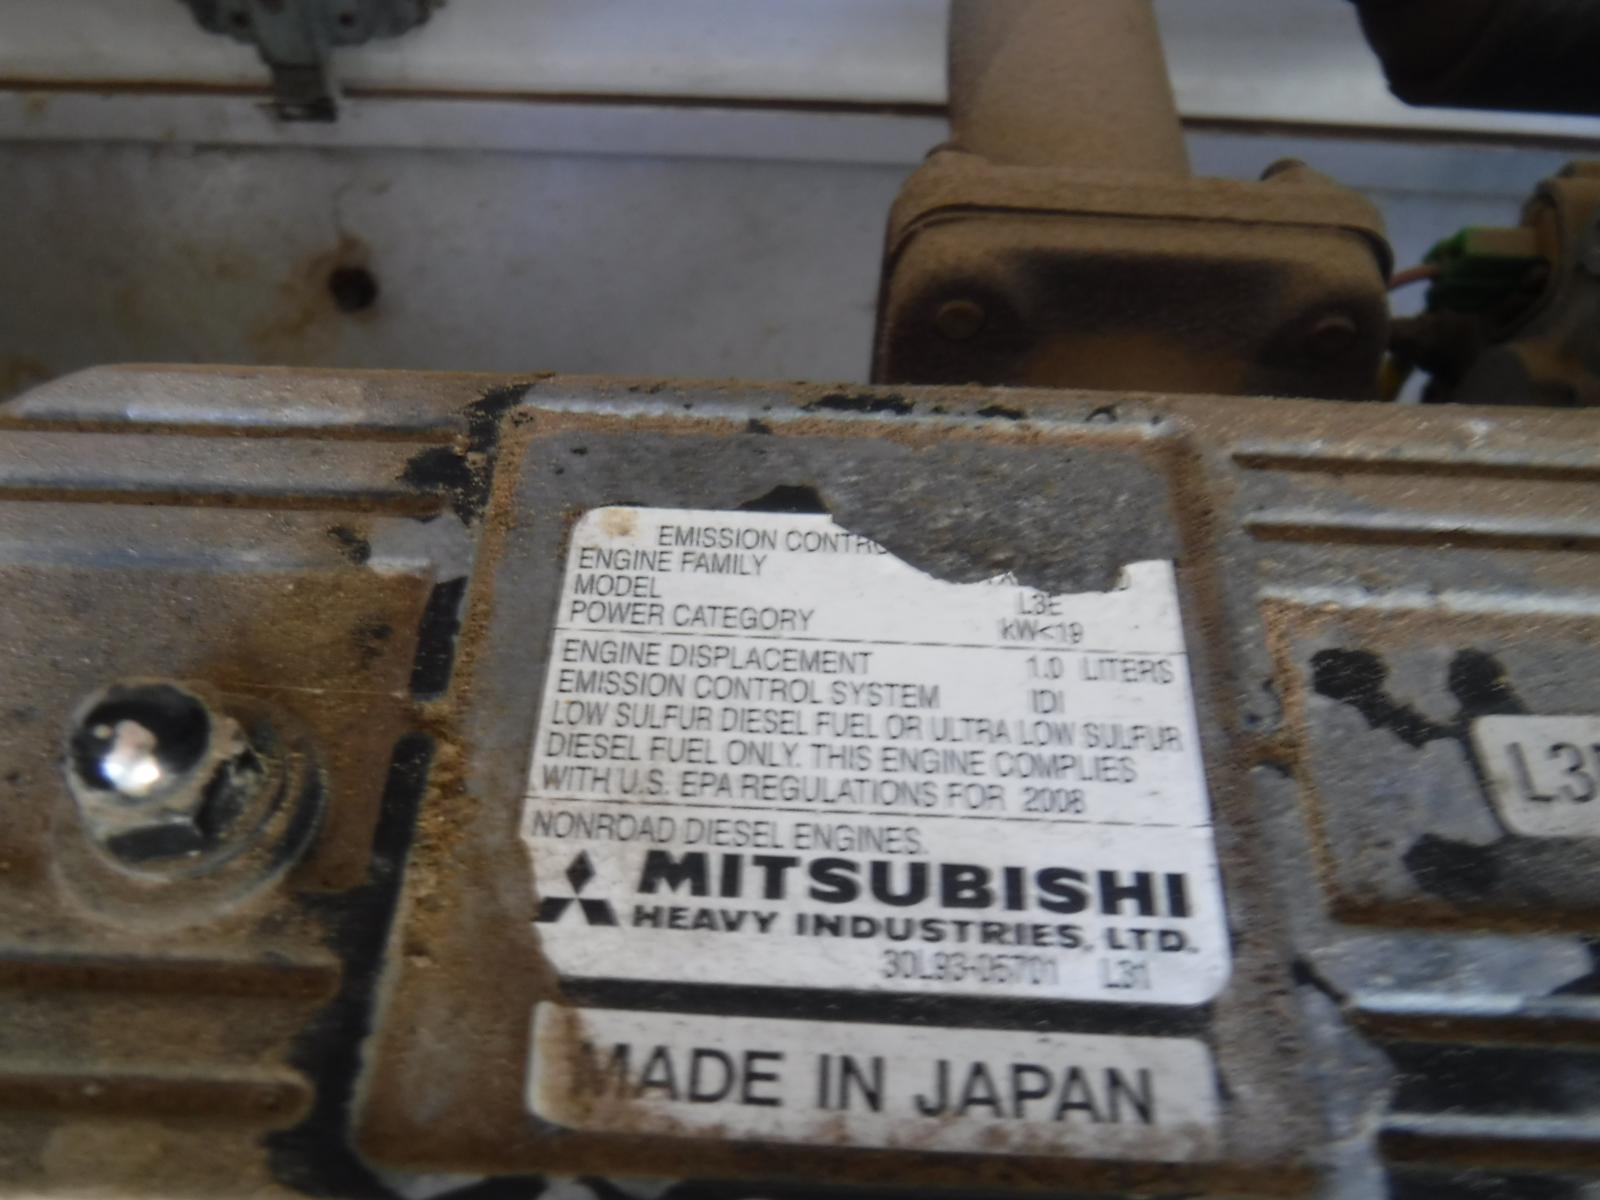 EMISSION CONTRO
ENGINE FAMILY
MODEL L3E
POWER CATEGORY kW<19
ENGINE DISPLACEMENT 1.0 LITERS
EMISSION CONTROL SYSTEM IDI
LOW SULFUR DIESEL FUEL OR ULTRA LOW SULFUR
DIESEL FUEL ONLY. THIS ENGINE COMPLIES
WITH U.S. EPA REGULATIONS FOR 2008
NONROAD DIESEL ENGINES.
MITSUBISHI
HEAVY INDUSTRIES, LTD.
30L93-05701 L31
MADE IN JAPAN
L3